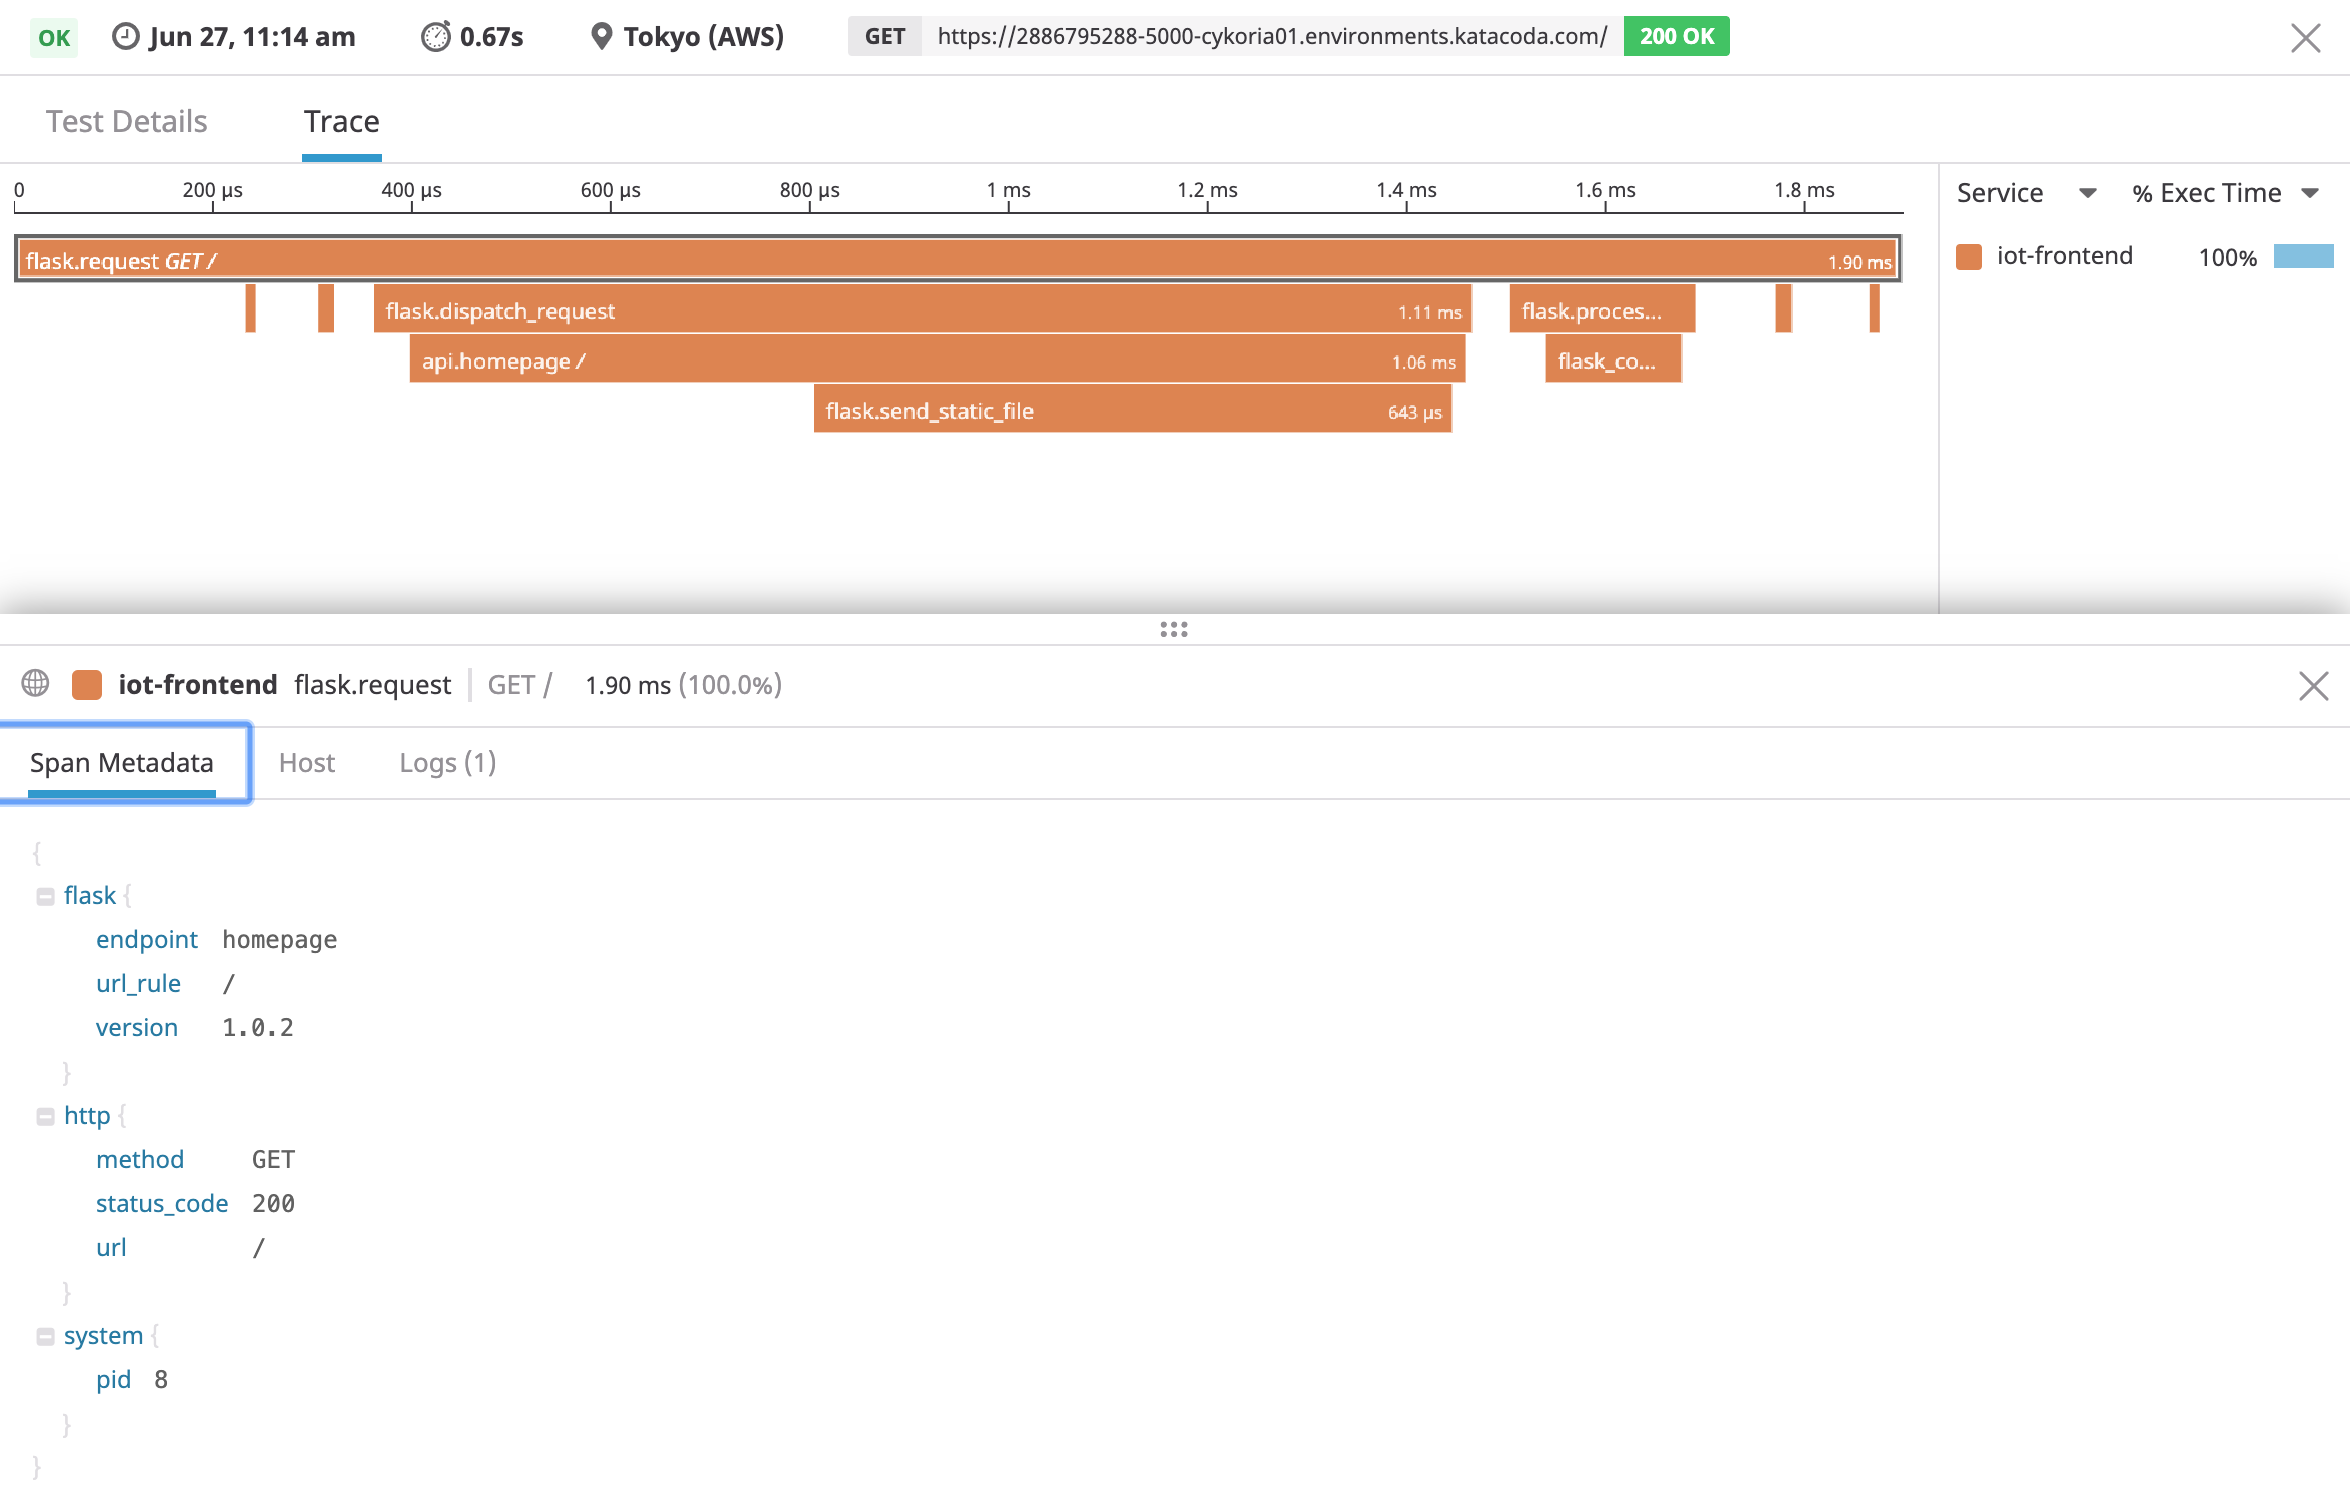 OK Jun 27, 11:14 am 0.67s Tokyo (AWS) GET https://2886795288-5000-cykoria01.environments.katacoda.com/ 200 OK
Test Details Trace
0 200 µs 400 µs 600 µs 800 µs 1 ms 1.2 ms 1.4 ms 1.6 ms 1.8 ms
Service % Exec Time
flask.request GET / 1.90 ms
iot-frontend 100%
flask.dispatch_request 1.11 ms flask.proces...
api.homepage / 1.06 ms flask_co...
flask.send_static_file 643 µs
iot-frontend flask.request GET / 1.90 ms (100.0%)
Span Metadata Host Logs (1)
{
flask {
endpoint homepage
url_rule /
version 1.0.2
}
http {
method GET
status_code 200
url /
}
system {
pid 8
}
}